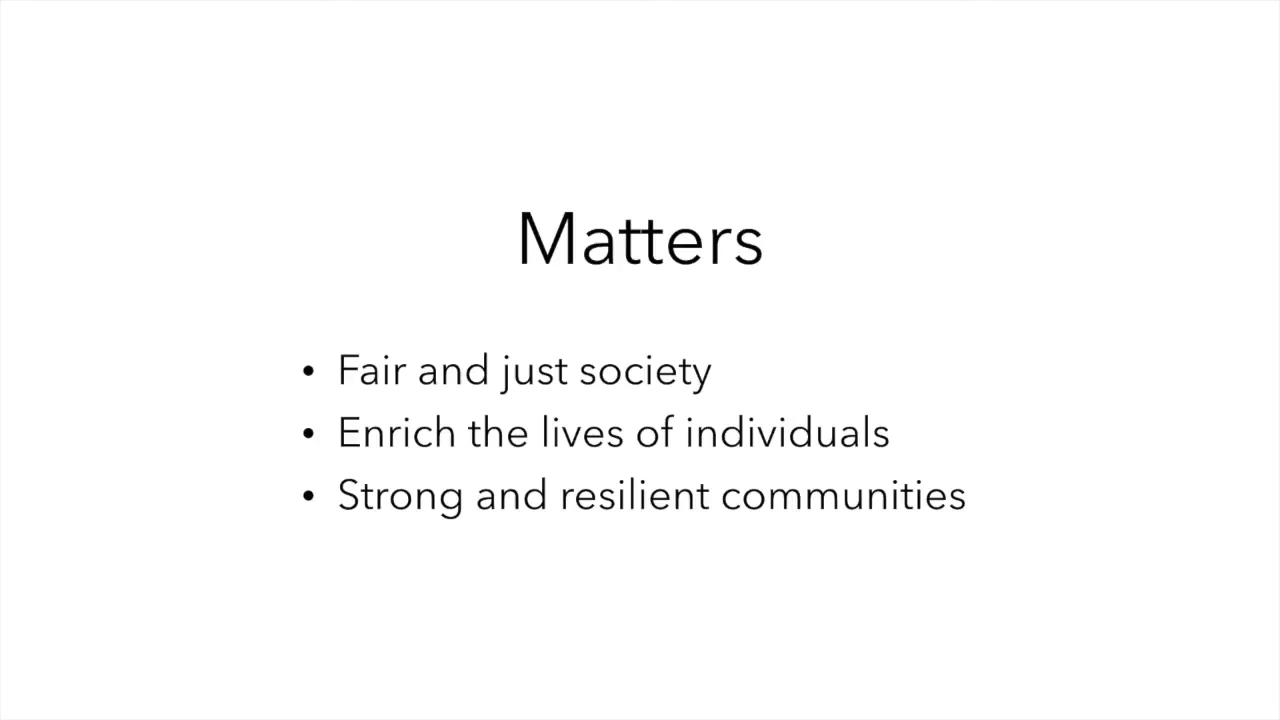 Matters
• Fair and just society
• Enrich the lives of individuals
• Strong and resilient communities